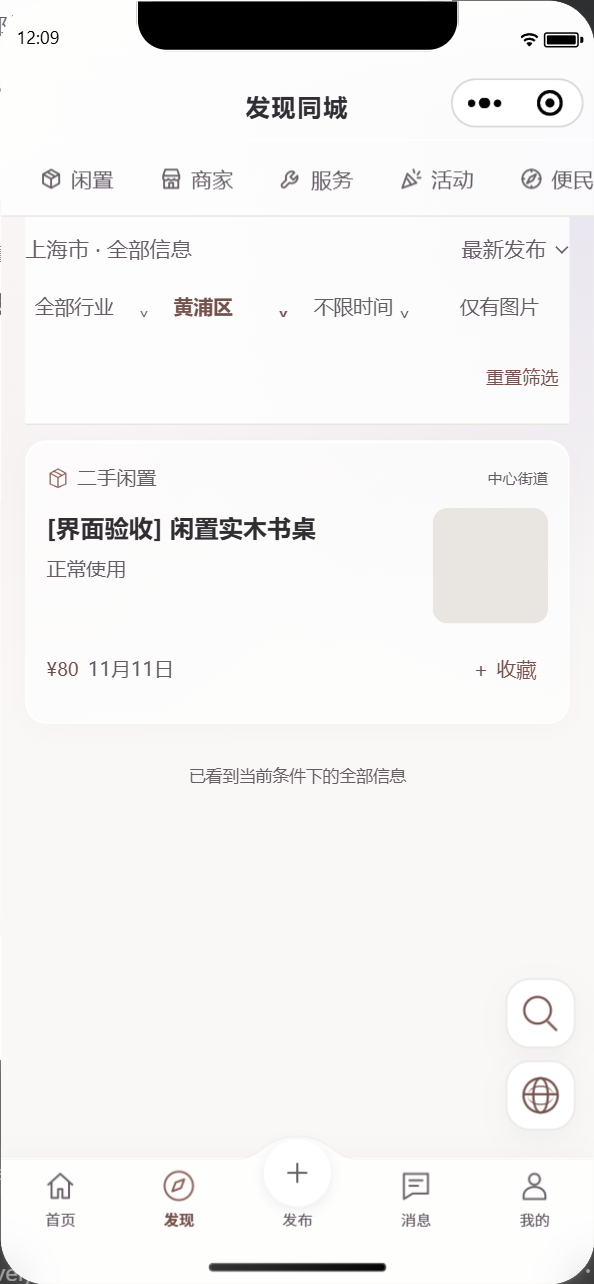 12:09
发现同城
闲置 商家 服务 活动 便民
上海市 · 全部信息 最新发布
全部行业 黄浦区 不限时间 仅有图片
重置筛选
二手闲置 中心街道
[界面验收] 闲置实木书桌
正常使用
¥80 11月11日 + 收藏
已看到当前条件下的全部信息
首页 发现 发布 消息 我的